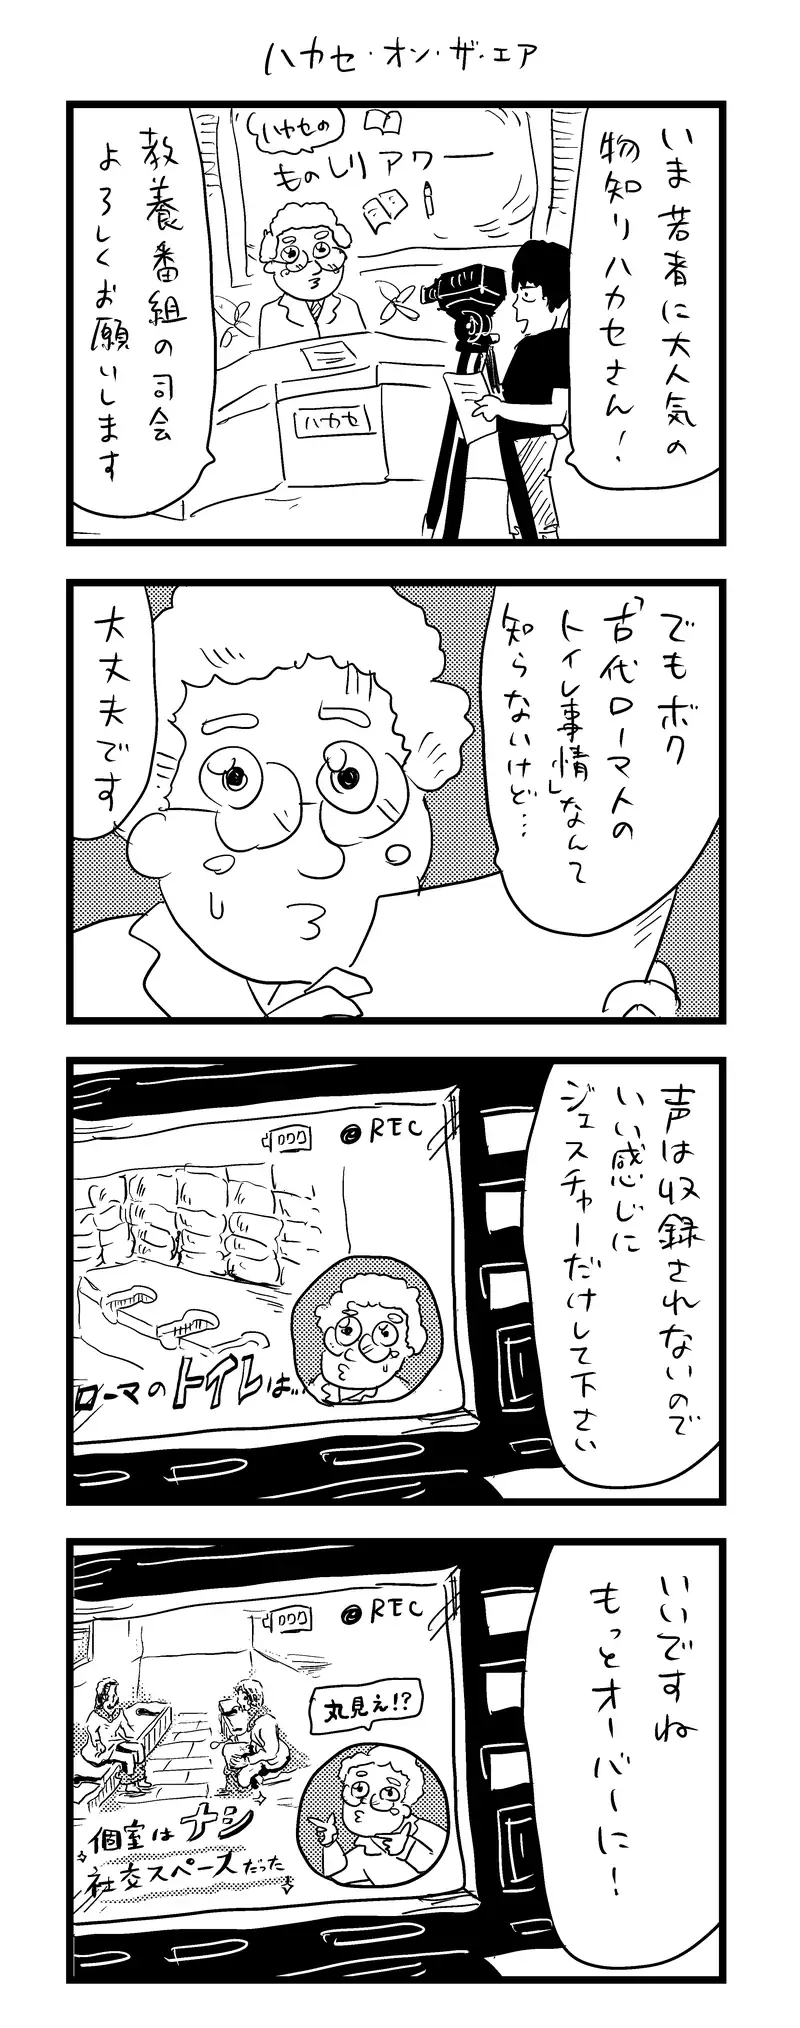 ハカセ・オン・ザ・エア
いま若者に大人気の
物知りハカセさん!
ハカセの
ものしりアワー
ハカセ
教養番組の司会
よろしくお願いします
でもボク
「古代ローマ人の
トイレ事情」なんて
知らないけど…
大丈夫です
声は収録されないので
いい感じに
ジェスチャーだけして下さい
REC
ローマのトイレは…
いいですね
もっとオーバーに!
REC
丸見え!?
個室はナシ
社交スペースだった